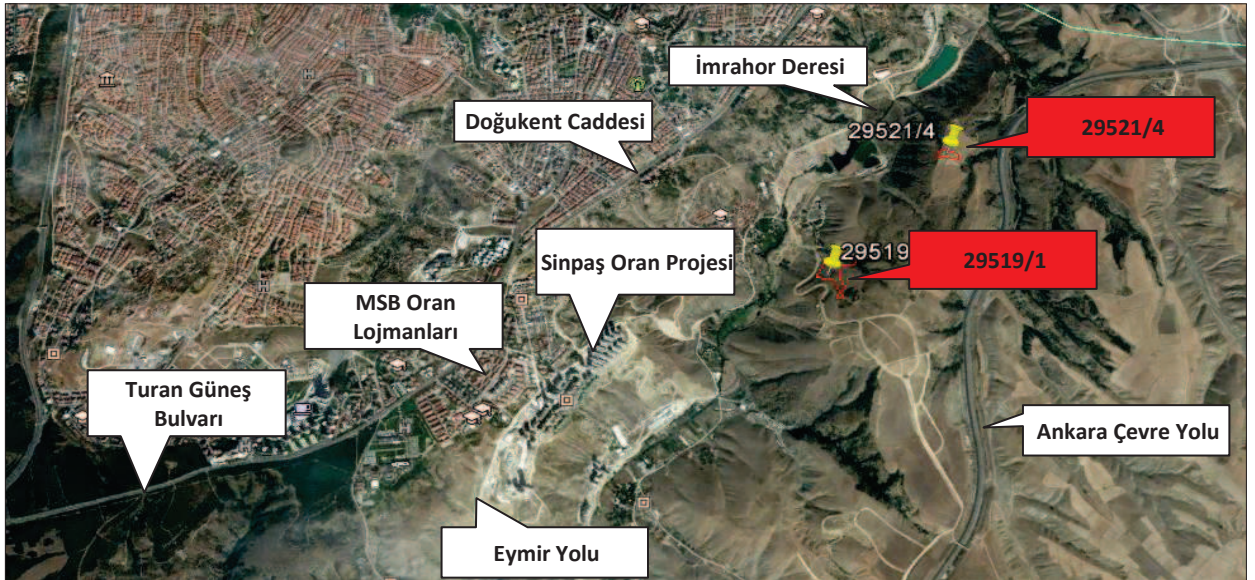 İmrahor Deresi
Doğukent Caddesi
29521/4
29521/4
Sinpaş Oran Projesi
29519
29519/1
MSB Oran
Lojmanları
Turan Güneş
Bulvarı
Ankara Çevre Yolu
Eymir Yolu